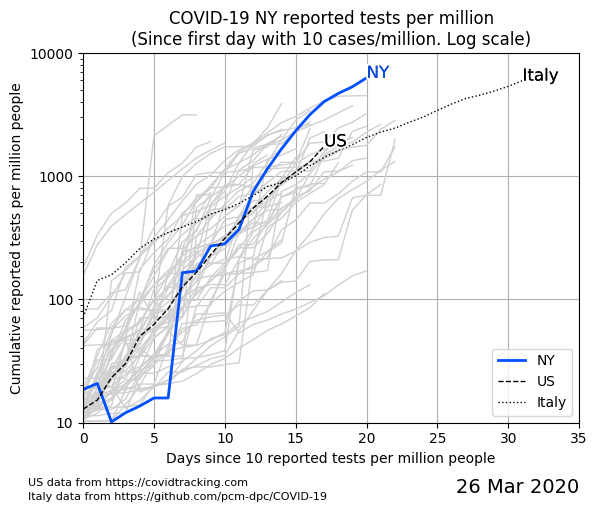 COVID-19 NY reported tests per million
(Since first day with 10 cases/million. Log scale)
Cumulative reported tests per million people
10000
1000
100
10
NY
Italy
US
NY
US
Italy
0 5 10 15 20 25 30 35
Days since 10 reported tests per million people
US data from https://covidtracking.com
Italy data from https://github.com/pcm-dpc/COVID-19
26 Mar 2020